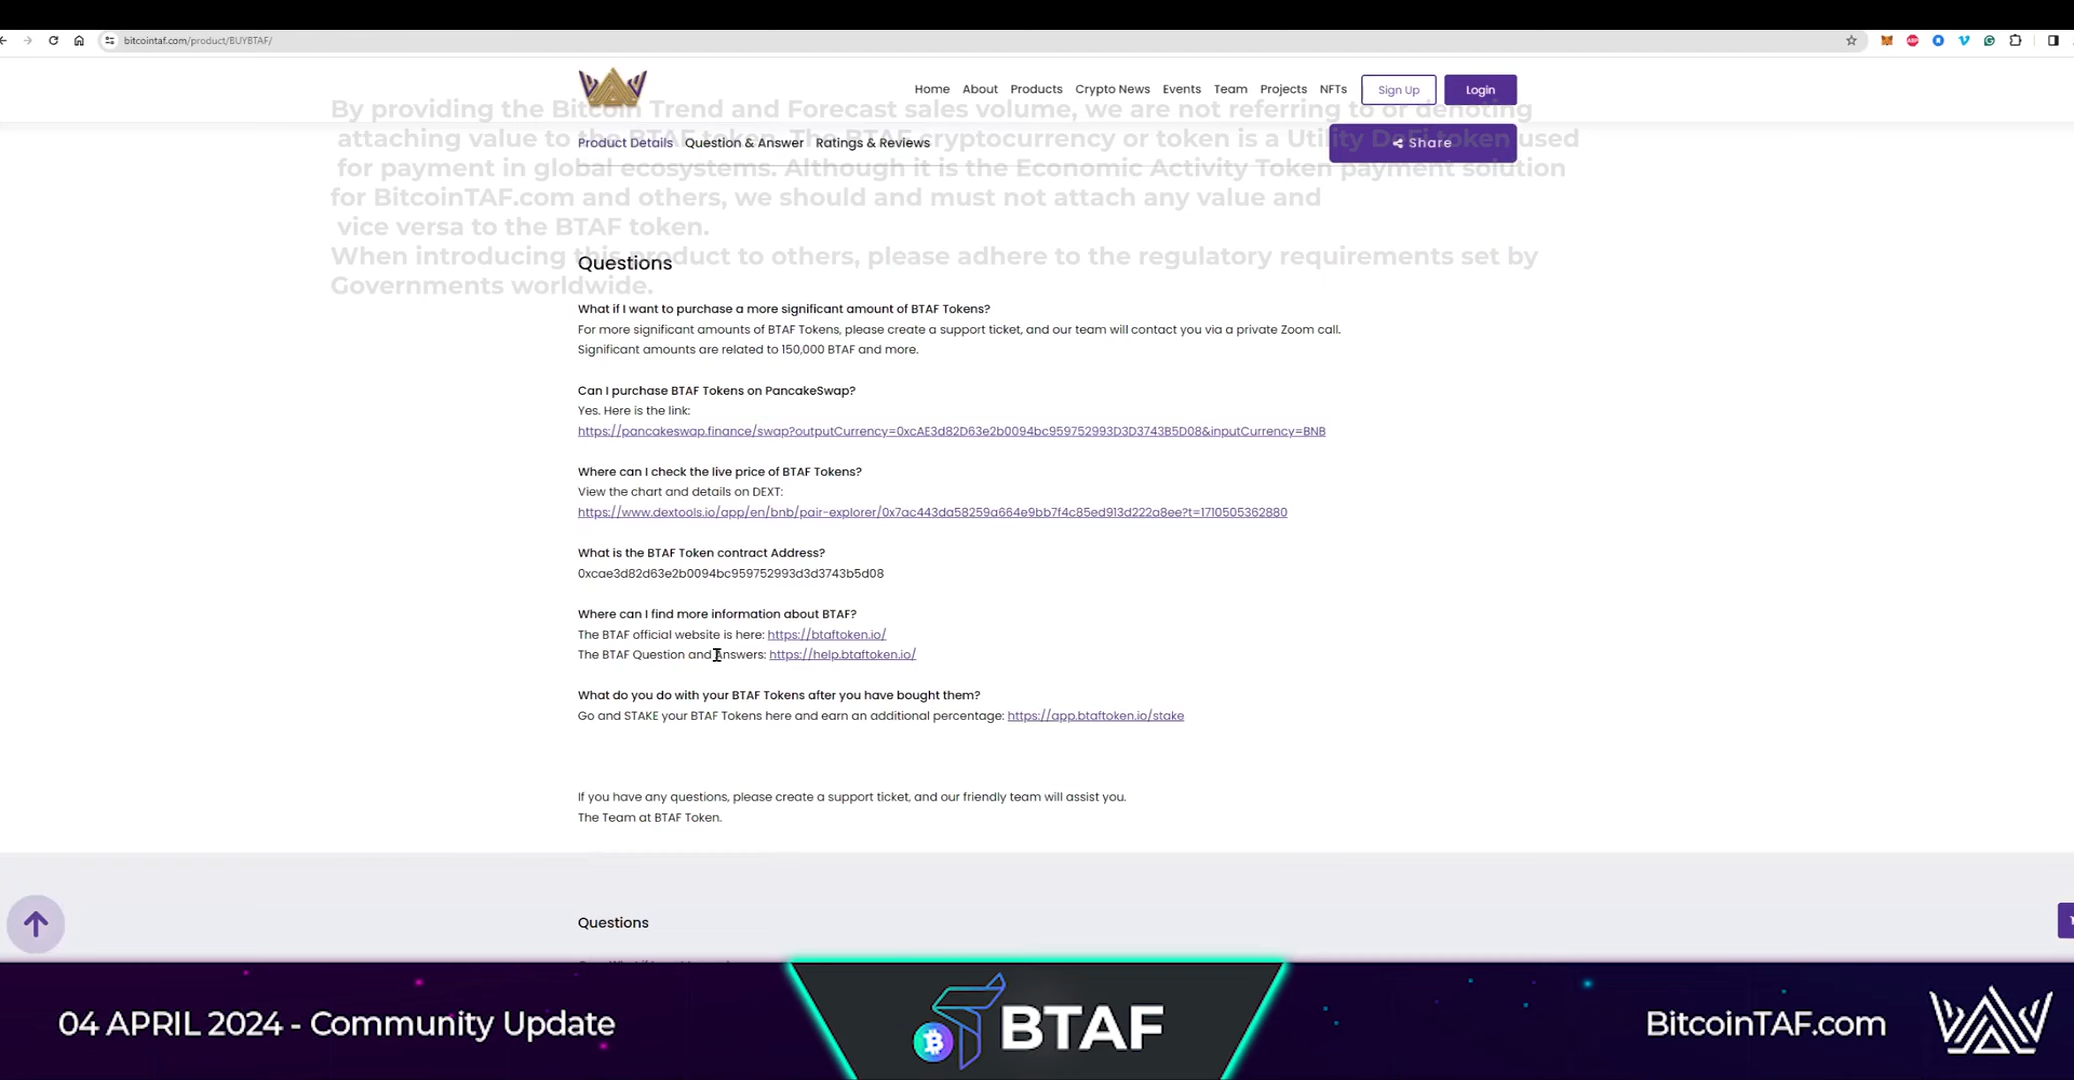 bitcointaf.com/product/BUYBTAF/
Home About Products Crypto News Events Team Projects NFTs Sign Up Login
By providing the Bitcoin Trend and Forecast sales volume, we are not referring to or denoting
attaching value to the BTAF token. The BTAF cryptocurrency or token is a Utility DeFi token used
for payment in global ecosystems. Although it is the Economic Activity Token payment solution
for BitcoinTAF.com and others, we should and must not attach any value and
vice versa to the BTAF token.
When introducing this product to others, please adhere to the regulatory requirements set by
Governments worldwide.
Product Details Question & Answer Ratings & Reviews
Share
Questions
What if I want to purchase a more significant amount of BTAF Tokens?
For more significant amounts of BTAF Tokens, please create a support ticket, and our team will contact you via a private Zoom call.
Significant amounts are related to 150,000 BTAF and more.
Can I purchase BTAF Tokens on PancakeSwap?
Yes. Here is the link:
https://pancakeswap.finance/swap?outputCurrency=0xcAE3d82D63e2b0094bc959752993D3D3743B5D08&inputCurrency=BNB
Where can I check the live price of BTAF Tokens?
View the chart and details on DEXT:
https://www.dextools.io/app/en/bnb/pair-explorer/0x7ac443da58259a664e9bb7f4c85ed913d222a8ee?t=1710505362880
What is the BTAF Token contract Address?
0xcae3d82d63e2b0094bc959752993d3d3743b5d08
Where can I find more information about BTAF?
The BTAF official website is here: https://btaftoken.io/
The BTAF Question and Answers: https://help.btaftoken.io/
What do you do with your BTAF Tokens after you have bought them?
Go and STAKE your BTAF Tokens here and earn an additional percentage: https://app.btaftoken.io/stake
If you have any questions, please create a support ticket, and our friendly team will assist you.
The Team at BTAF Token.
Questions
04 APRIL 2024 - Community Update
BTAF
BitcoinTAF.com